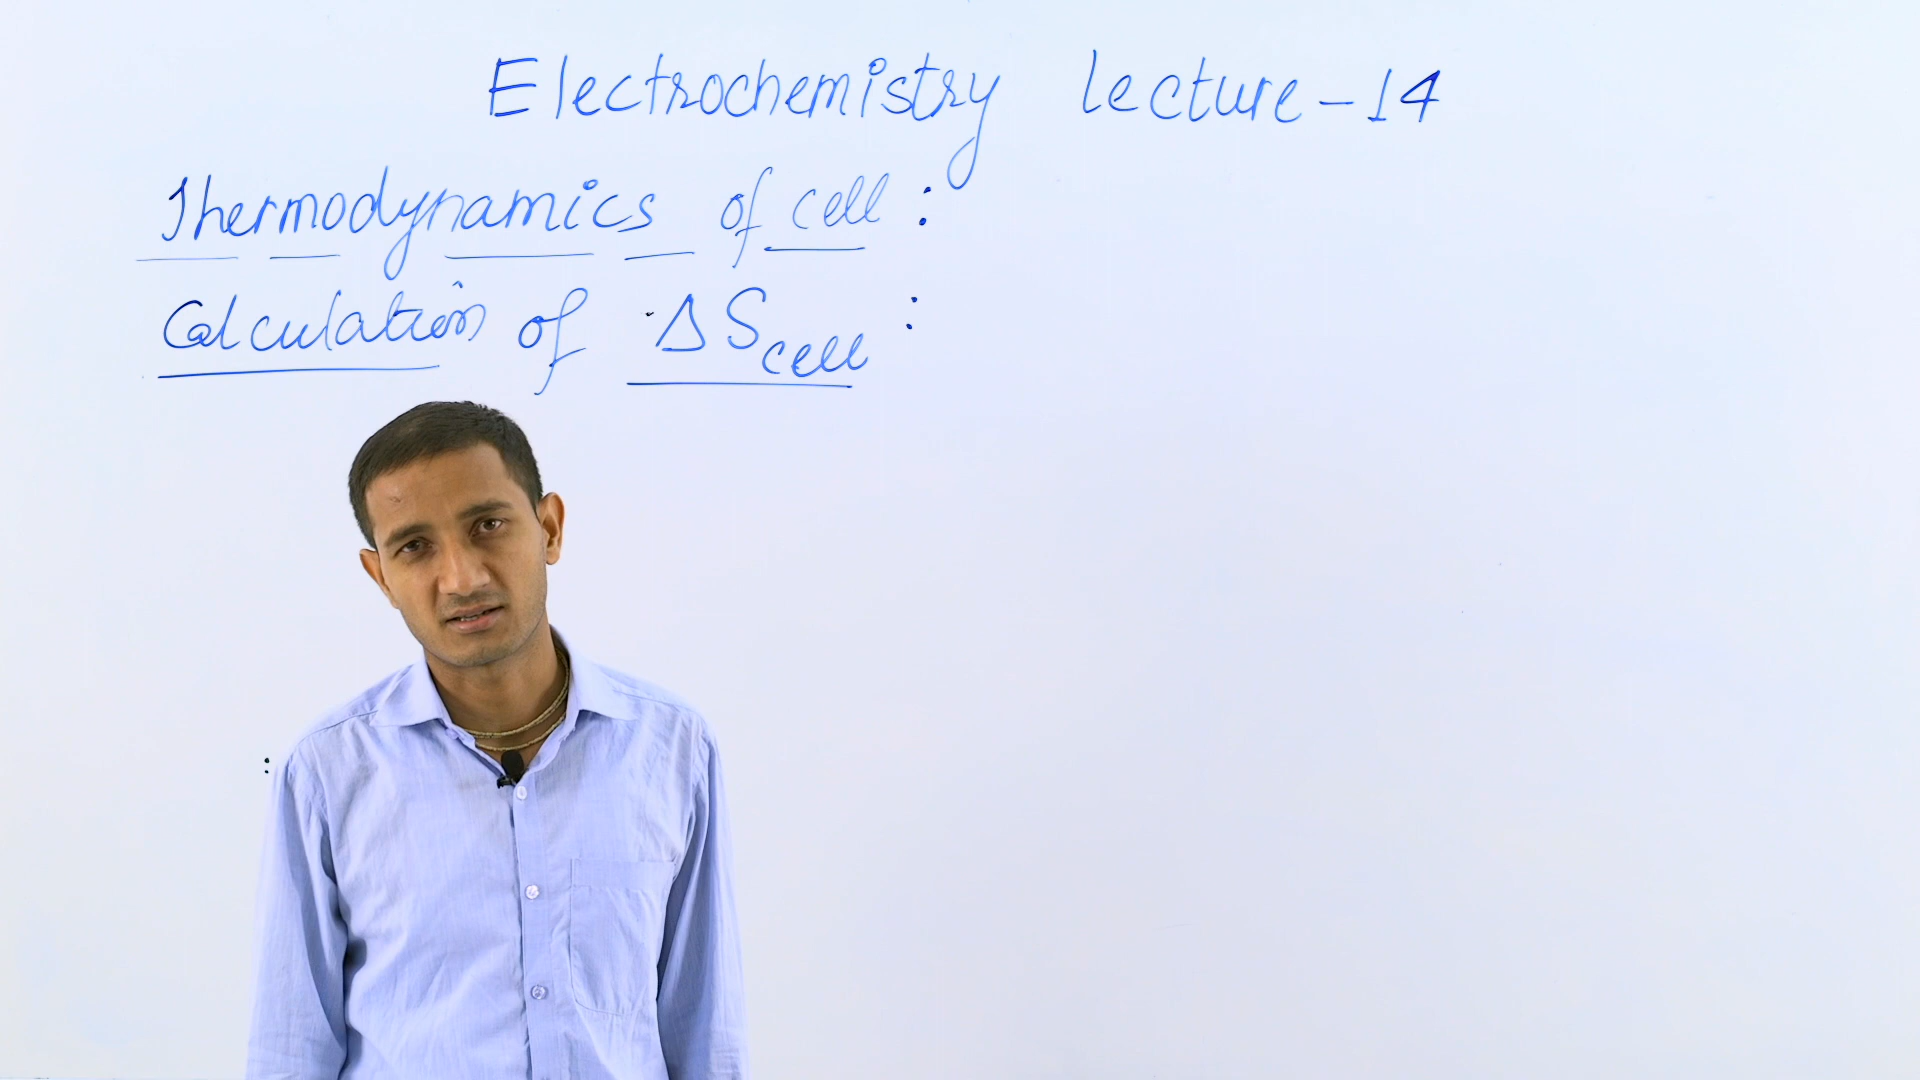 Electrochemistry lecture-14
Thermodynamics of cell :
Calculation of ΔScell :